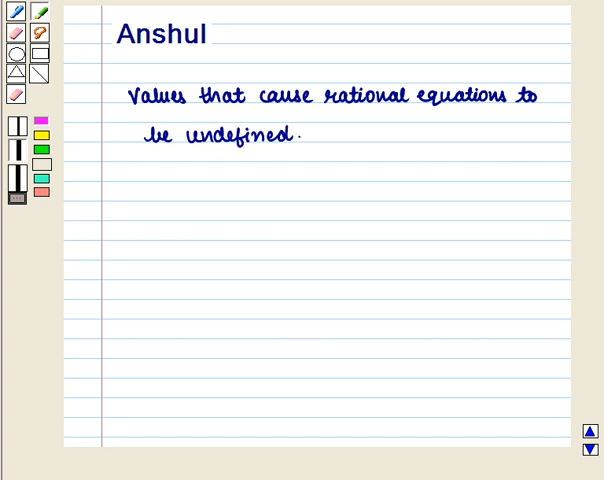 Anshul
Values that cause rational equations to
be undefined.